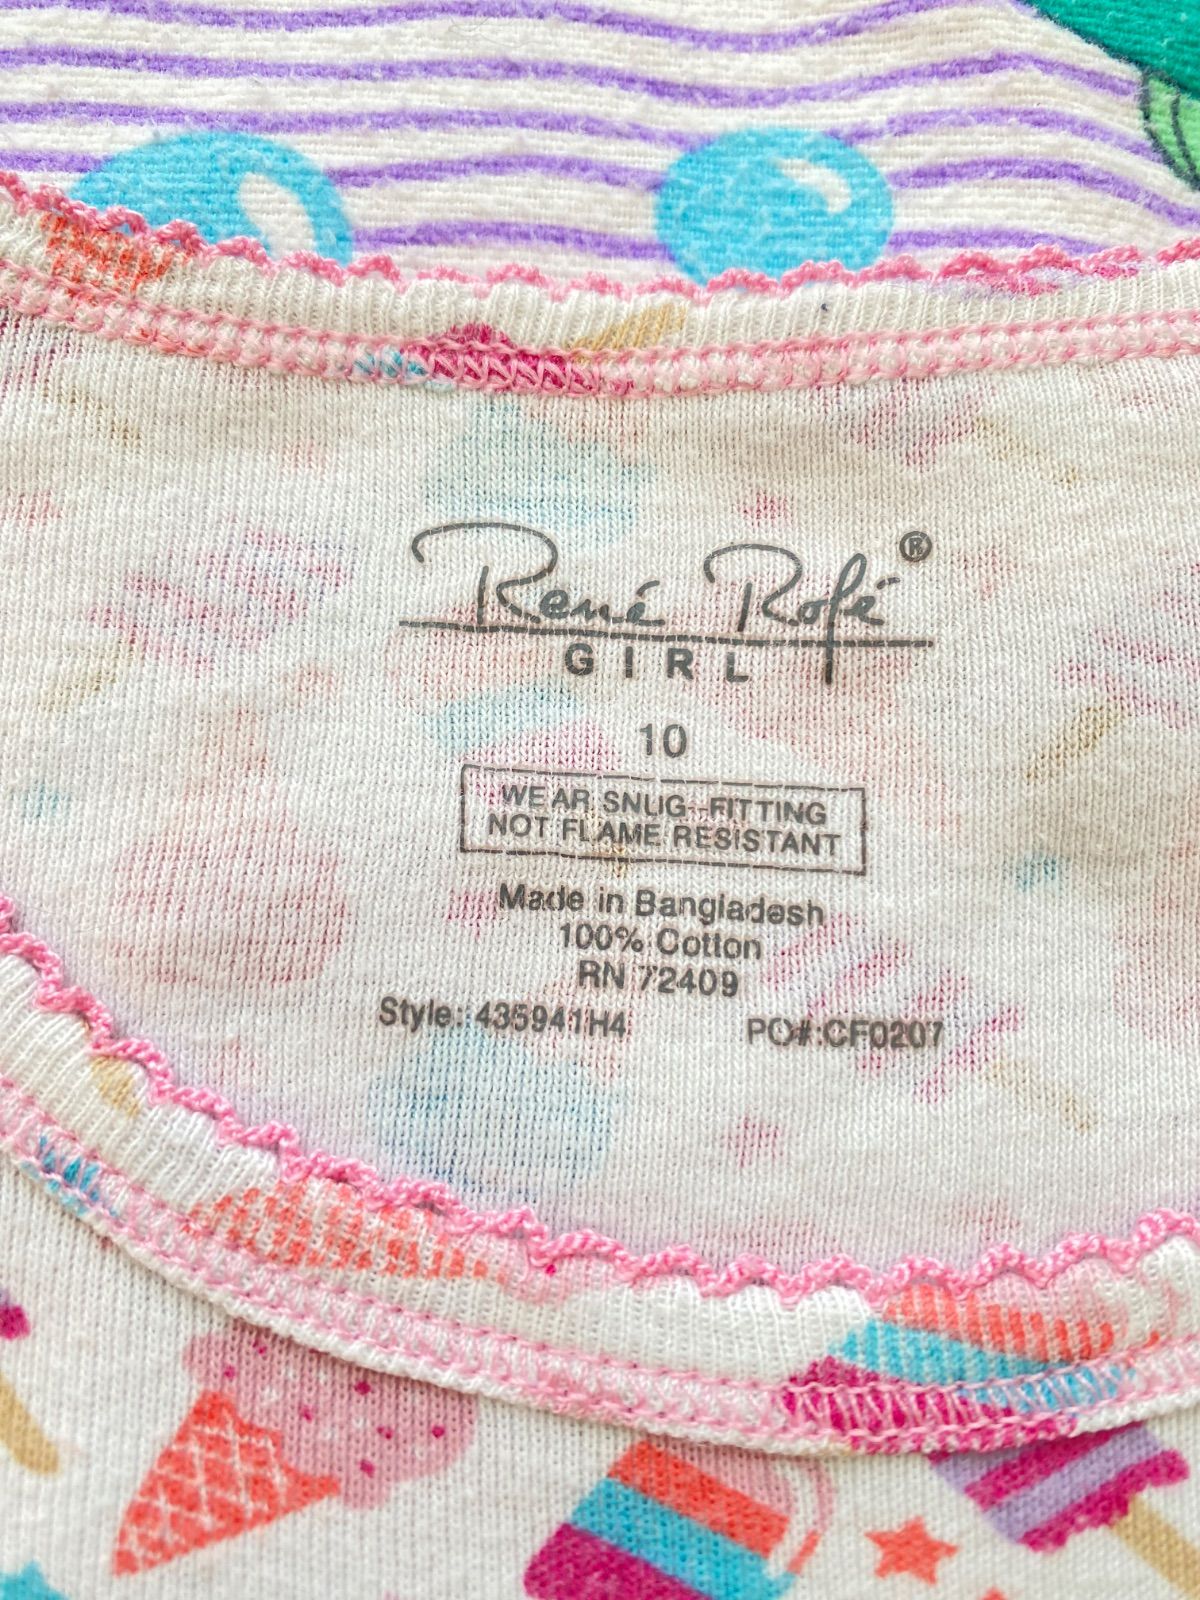 René Rofé®
GIRL
10
WEAR SNUG-FITTING
NOT FLAME RESISTANT
Made in Bangladesh
100% Cotton
RN 72409
Style: 435941H4 PO#:CF0207